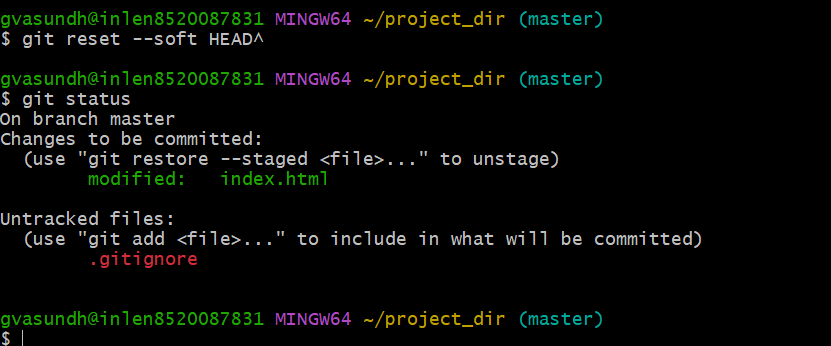 gvasundh@inlen8520087831 MINGW64 ~/project_dir (master)
$ git reset --soft HEAD^
gvasundh@inlen8520087831 MINGW64 ~/project_dir (master)
$ git status
On branch master
Changes to be committed:
  (use "git restore --staged <file>..." to unstage)
        modified:   index.html
Untracked files:
  (use "git add <file>..." to include in what will be committed)
        .gitignore
gvasundh@inlen8520087831 MINGW64 ~/project_dir (master)
$